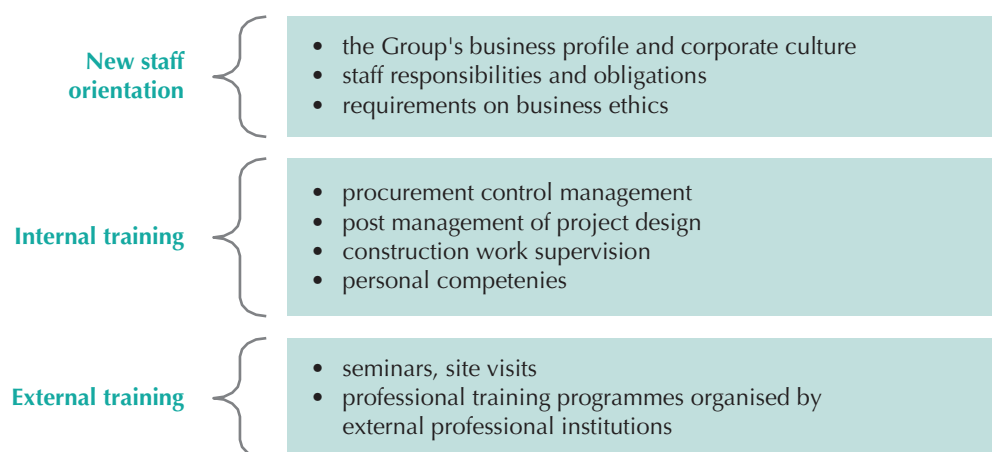 New staff
orientation
• the Group's business profile and corporate culture
• staff responsibilities and obligations
• requirements on business ethics
Internal training
• procurement control management
• post management of project design
• construction work supervision
• personal competenies
External training
• seminars, site visits
• professional training programmes organised by
external professional institutions